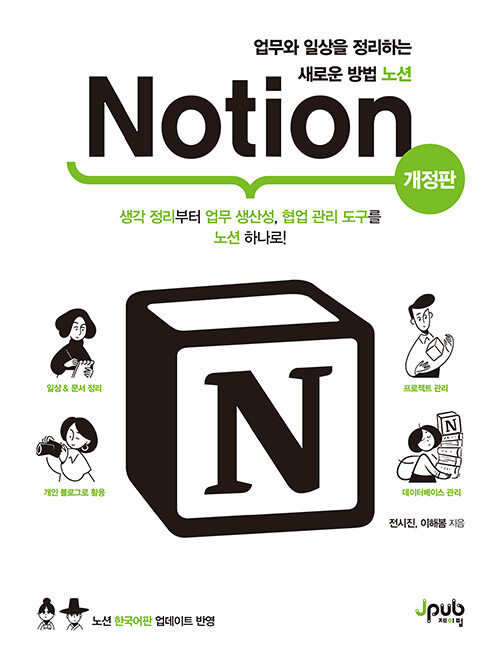 업무와 일상을 정리하는
새로운 방법 노션
Notion
개정판
생각 정리부터 업무 생산성, 협업 관리 도구를
노션 하나로!
일상 & 문서 정리
프로젝트 관리
N
N
개인 블로그로 활용
데이터베이스 관리
전시진, 이해봄 지음
노션 한국어판 업데이트 반영
Jpub
제이펍